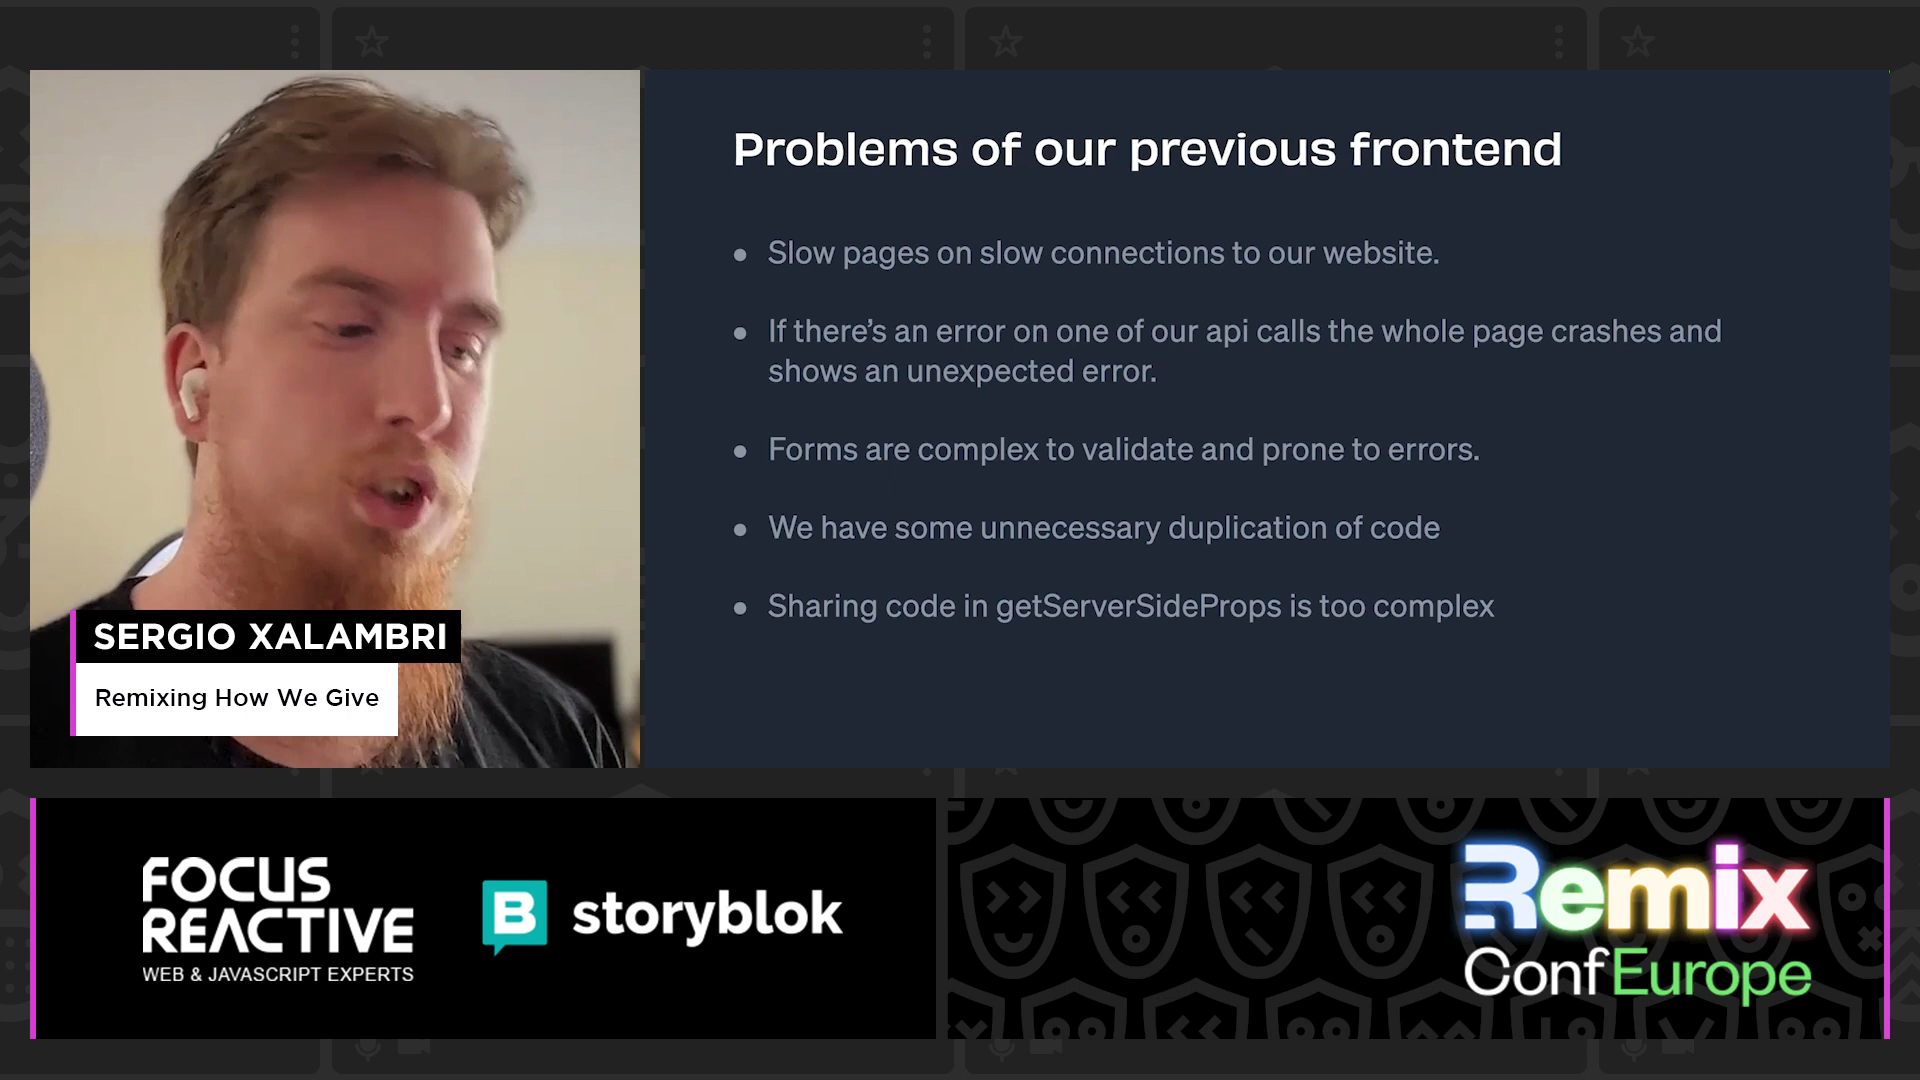 Problems of our previous frontend
• Slow pages on slow connections to our website.
• If there’s an error on one of our api calls the whole page crashes and
shows an unexpected error.
• Forms are complex to validate and prone to errors.
• We have some unnecessary duplication of code
• Sharing code in getServerSideProps is too complex
SERGIO XALAMBRI
Remixing How We Give
FOCUS
REACTIVE
WEB & JAVASCRIPT EXPERTS
B storyblok
Remix
Conf Europe